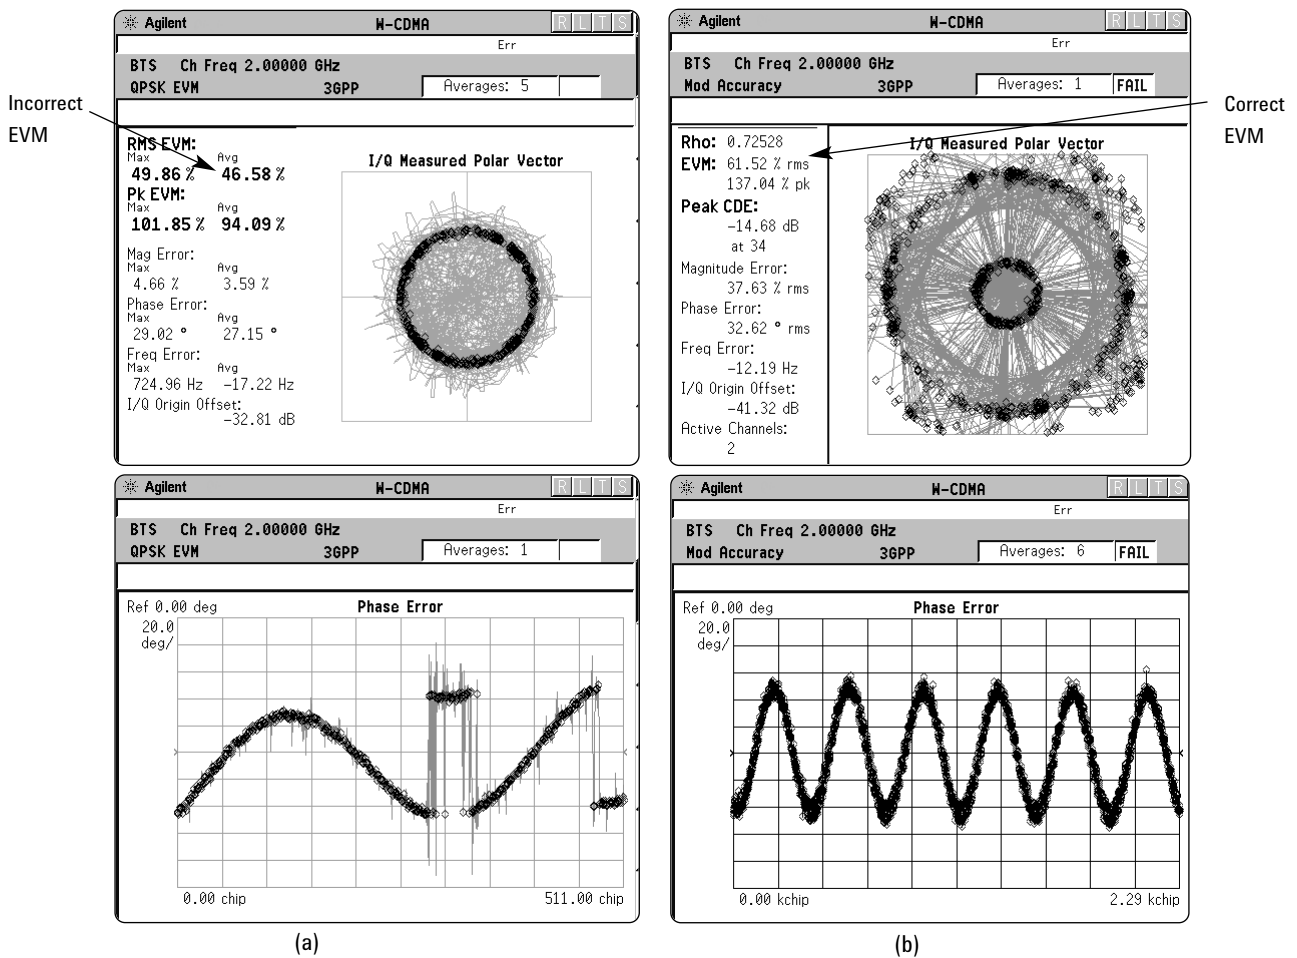 Agilent W-CDMA R L T S
Err
BTS Ch Freq 2.00000 GHz
QPSK EVM 3GPP Averages: 5
Incorrect
EVM
RMS EVM:
Max Avg
49.86 % 46.58 %
Pk EVM:
Max Avg
101.85 % 94.09 %
Mag Error:
Max Avg
4.66 % 3.59 %
Phase Error:
Max Avg
29.02 ° 27.15 °
Freq Error:
Max Avg
724.96 Hz -17.22 Hz
I/Q Origin Offset:
-32.81 dB
I/Q Measured Polar Vector
Agilent W-CDMA R L T S
Err
BTS Ch Freq 2.00000 GHz
Mod Accuracy 3GPP Averages: 1 FAIL
Correct
EVM
Rho: 0.72528
EVM: 61.52 % rms
137.04 % pk
Peak CDE:
-14.68 dB
at 34
Magnitude Error:
37.63 % rms
Phase Error:
32.62 ° rms
Freq Error:
-12.19 Hz
I/Q Origin Offset:
-41.32 dB
Active Channels:
2
I/Q Measured Polar Vector
Agilent W-CDMA R L T S
Err
BTS Ch Freq 2.00000 GHz
QPSK EVM 3GPP Averages: 1
Ref 0.00 deg Phase Error
20.0
deg/
0.00 chip 511.00 chip
(a)
Agilent W-CDMA R L T S
Err
BTS Ch Freq 2.00000 GHz
Mod Accuracy 3GPP Averages: 6 FAIL
Ref 0.00 deg Phase Error
20.0
deg/
0.00 kchip 2.29 kchip
(b)